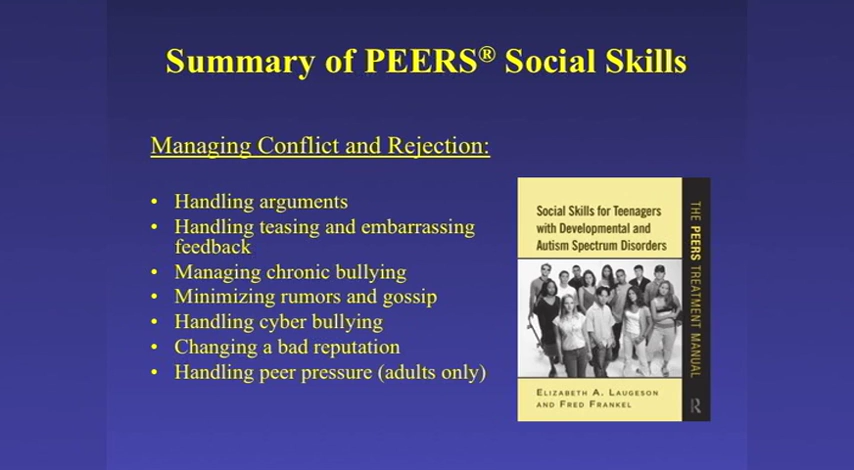 Summary of PEERS® Social Skills
Managing Conflict and Rejection:
• Handling arguments
• Handling teasing and embarrassing
feedback
• Managing chronic bullying
• Minimizing rumors and gossip
• Handling cyber bullying
• Changing a bad reputation
• Handling peer pressure (adults only)
Social Skills for Teenagers
with Developmental and
Autism Spectrum Disorders
THE PEERS TREATMENT MANUAL
ELIZABETH A. LAUGESON
AND FRED FRANKEL
R